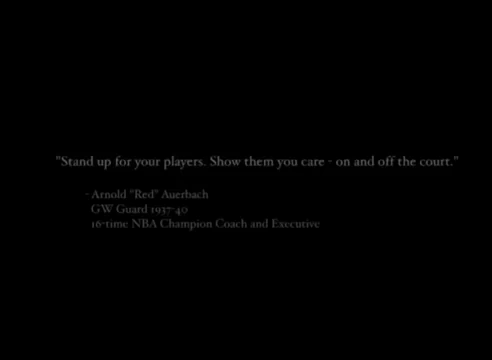 "Stand up for your players. Show them you care - on and off the court."
- Arnold "Red" Auerbach
GW Guard 1937-40
16-time NBA Champion Coach and Executive